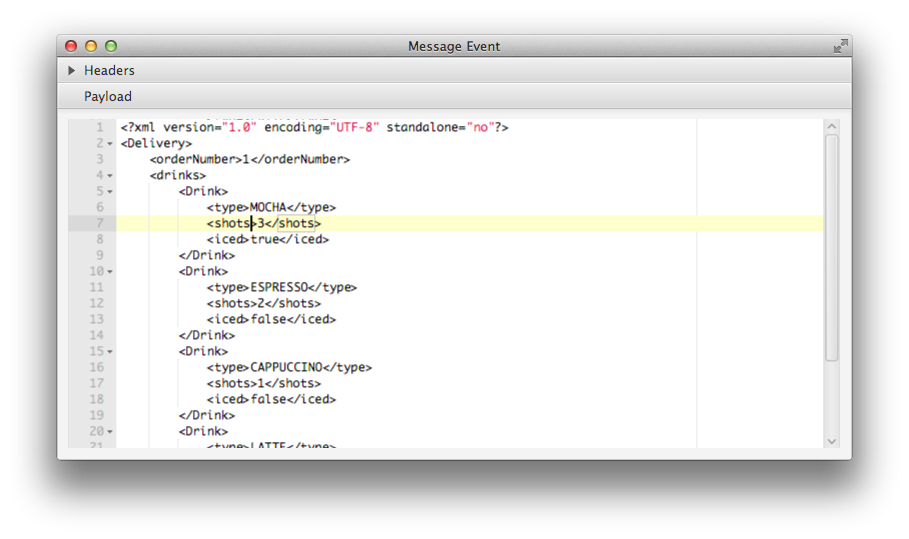 Message Event
Headers
Payload
1 <?xml version="1.0" encoding="UTF-8" standalone="no"?>
2 <Delivery>
3 <orderNumber>1</orderNumber>
4 <drinks>
5 <Drink>
6 <type>MOCHA</type>
7 <shots>3</shots>
8 <iced>true</iced>
9 </Drink>
10 <Drink>
11 <type>ESPRESSO</type>
12 <shots>2</shots>
13 <iced>false</iced>
14 </Drink>
15 <Drink>
16 <type>CAPPUCCINO</type>
17 <shots>1</shots>
18 <iced>false</iced>
19 </Drink>
20 <Drink>
21 <type>LATTE</type>